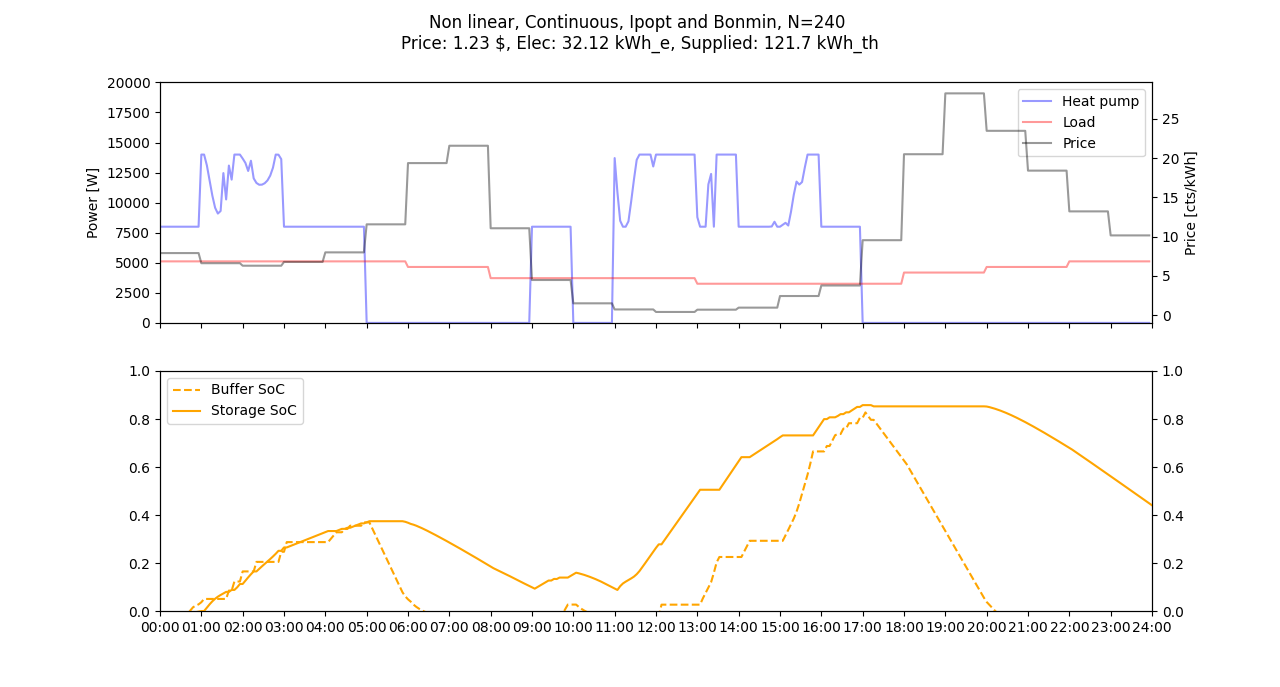 Non linear, Continuous, Ipopt and Bonmin, N=240
Price: 1.23 $, Elec: 32.12 kWh_e, Supplied: 121.7 kWh_th
20000
17500
15000
12500
10000
7500
5000
2500
0
Power [W]
Heat pump
Load
Price
25
20
15
10
5
0
Price [cts/kWh]
1.0
0.8
0.6
0.4
0.2
0.0
Buffer SoC
Storage SoC
1.0
0.8
0.6
0.4
0.2
0.0
00:00 01:00 02:00 03:00 04:00 05:00 06:00 07:00 08:00 09:00 10:00 11:00 12:00 13:00 14:00 15:00 16:00 17:00 18:00 19:00 20:00 21:00 22:00 23:00 24:00